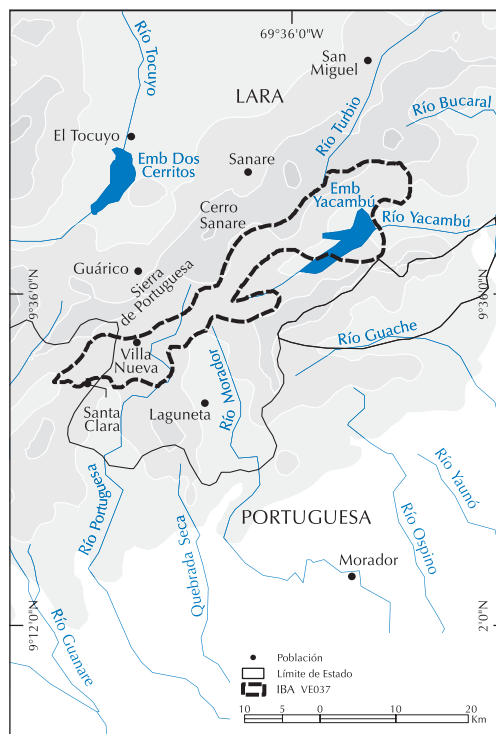 69°36'0"W
Río Tocuyo
San
Miguel
LARA
Río Bucaral
Río Turbio
El Tocuyo
Emb Dos
Cerritos
Sanare
Emb
Yacambú
Cerro
Sanare
Río Yacambú
Guárico
Sierra
de Portuguesa
9°36'0"N
9°36'0"N
Río Guache
Villa
Nueva
Río Morador
Santa
Clara
Laguneta
Río Portuguesa
Río Yaunó
Río Ospino
Quebrada Seca
PORTUGUESA
Morador
9°12'0"N
2'0"N
Río Guanare
Población
Límite de Estado
IBA VE037
10 5 0 10 20
Km